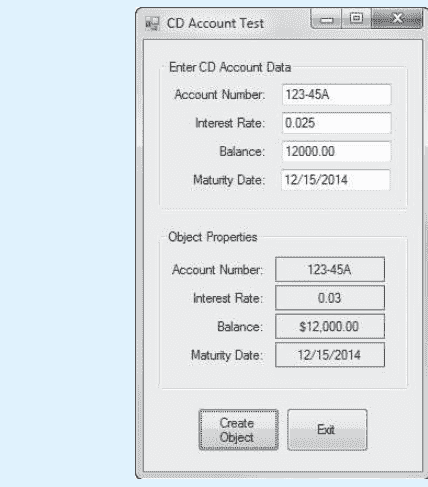 CD Account Test
Enter CD Account Data
Account Number: 123-45A
Interest Rate: 0.025
Balance: 12000.00
Maturity Date: 12/15/2014
Object Properties
Account Number: 123-45A
Interest Rate: 0.03
Balance: $12,000.00
Maturity Date: 12/15/2014
Create
Object
Exit